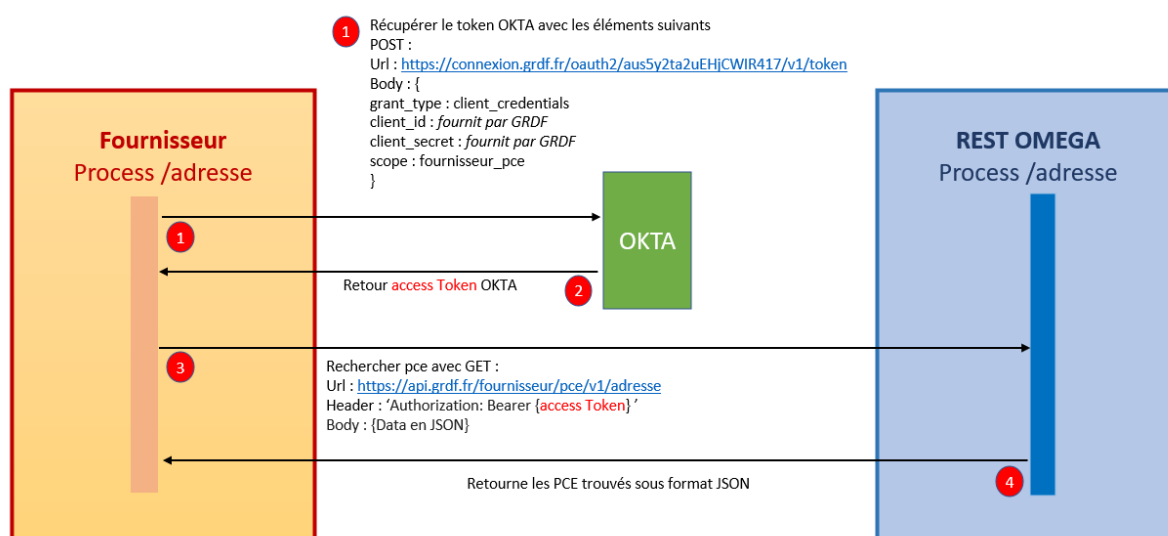 1
Récupérer le token OKTA avec les éléments suivants
POST :
Url : https://connexion.grdf.fr/oauth2/aus5y2ta2uEHjCWIR417/v1/token
Body : {
grant_type : client_credentials
client_id : fournit par GRDF
client_secret : fournit par GRDF
scope : fournisseur_pce
}
Fournisseur
Process /adresse
REST OMEGA
Process /adresse
1
OKTA
Retour access Token OKTA
2
3
Rechercher pce avec GET :
Url : https://api.grdf.fr/fournisseur/pce/v1/adresse
Header : ‘Authorization: Bearer {access Token} ’
Body : {Data en JSON}
Retourne les PCE trouvés sous format JSON
4